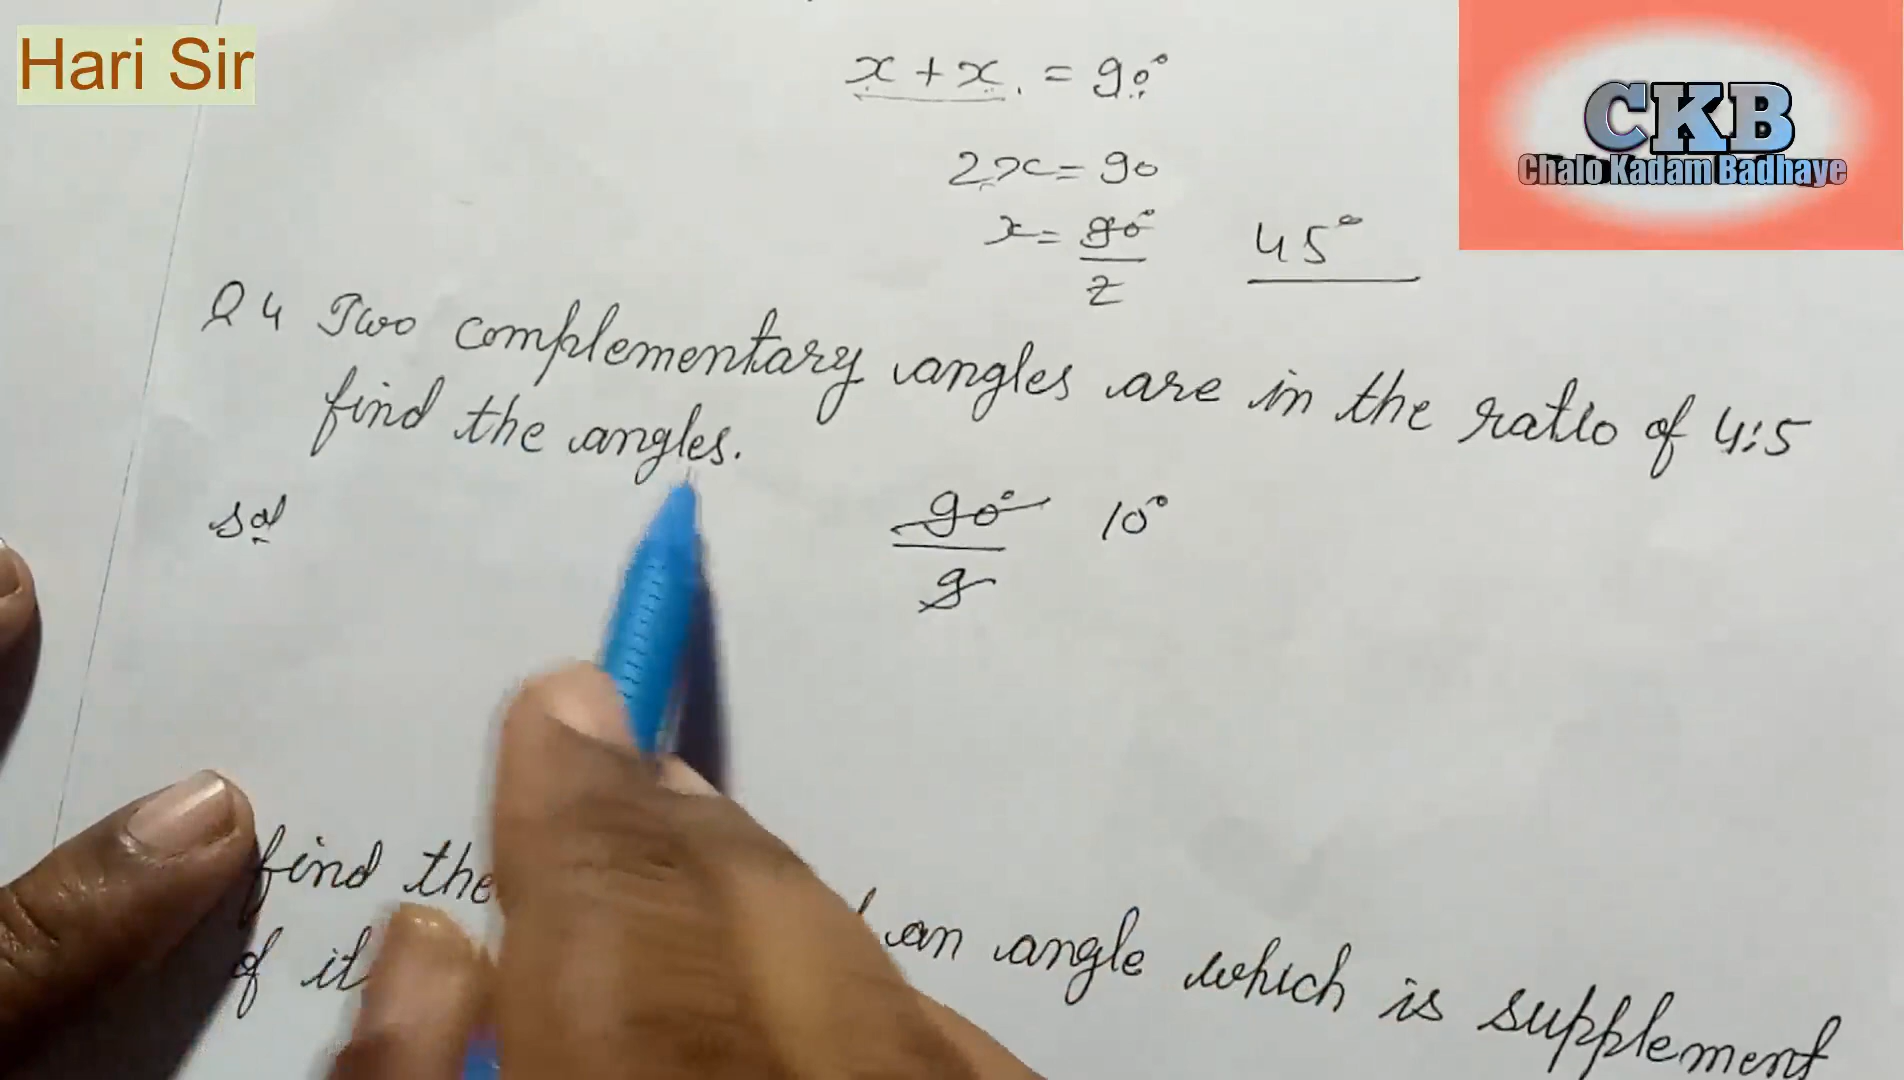 Hari Sir
x + x = 90°
CKB
Chalo Kadam Badhaye
2x = 90
x = 90°/2 45°
Q 4 Two complementary angles are in the ratio of 4:5
find the angles.
sol
90°/9 10°
find the
an angle which is supplement
of it